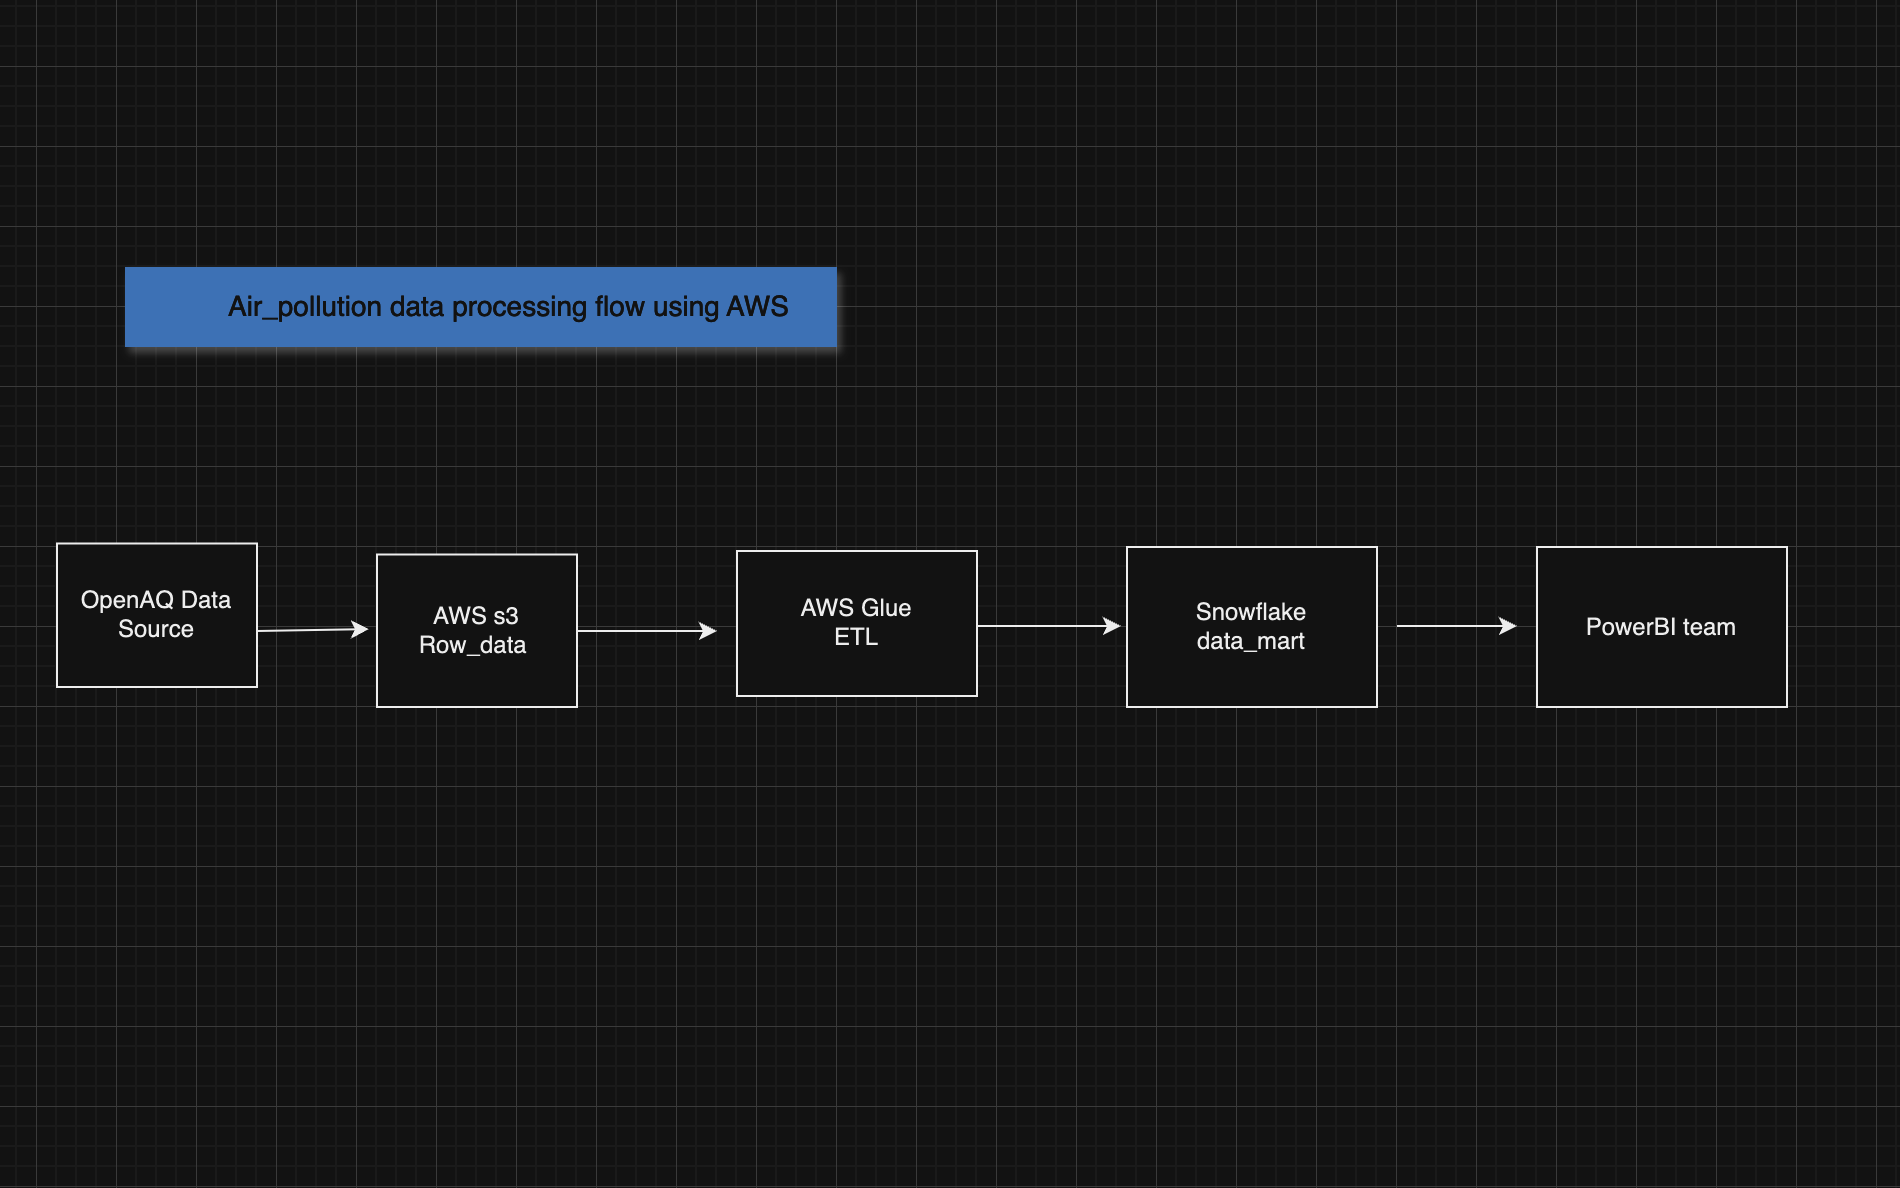 Air_pollution data processing flow using AWS
OpenAQ Data
Source
AWS s3
Row_data
AWS Glue
ETL
Snowflake
data_mart
PowerBI team